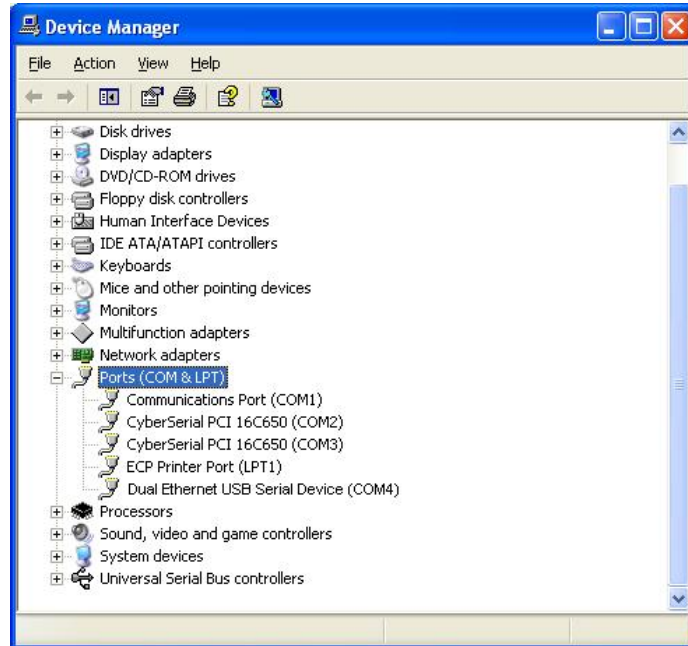 Device Manager
File Action View Help
Disk drives
Display adapters
DVD/CD-ROM drives
Floppy disk controllers
Human Interface Devices
IDE ATA/ATAPI controllers
Keyboards
Mice and other pointing devices
Monitors
Multifunction adapters
Network adapters
Ports (COM & LPT)
Communications Port (COM1)
CyberSerial PCI 16C650 (COM2)
CyberSerial PCI 16C650 (COM3)
ECP Printer Port (LPT1)
Dual Ethernet USB Serial Device (COM4)
Processors
Sound, video and game controllers
System devices
Universal Serial Bus controllers